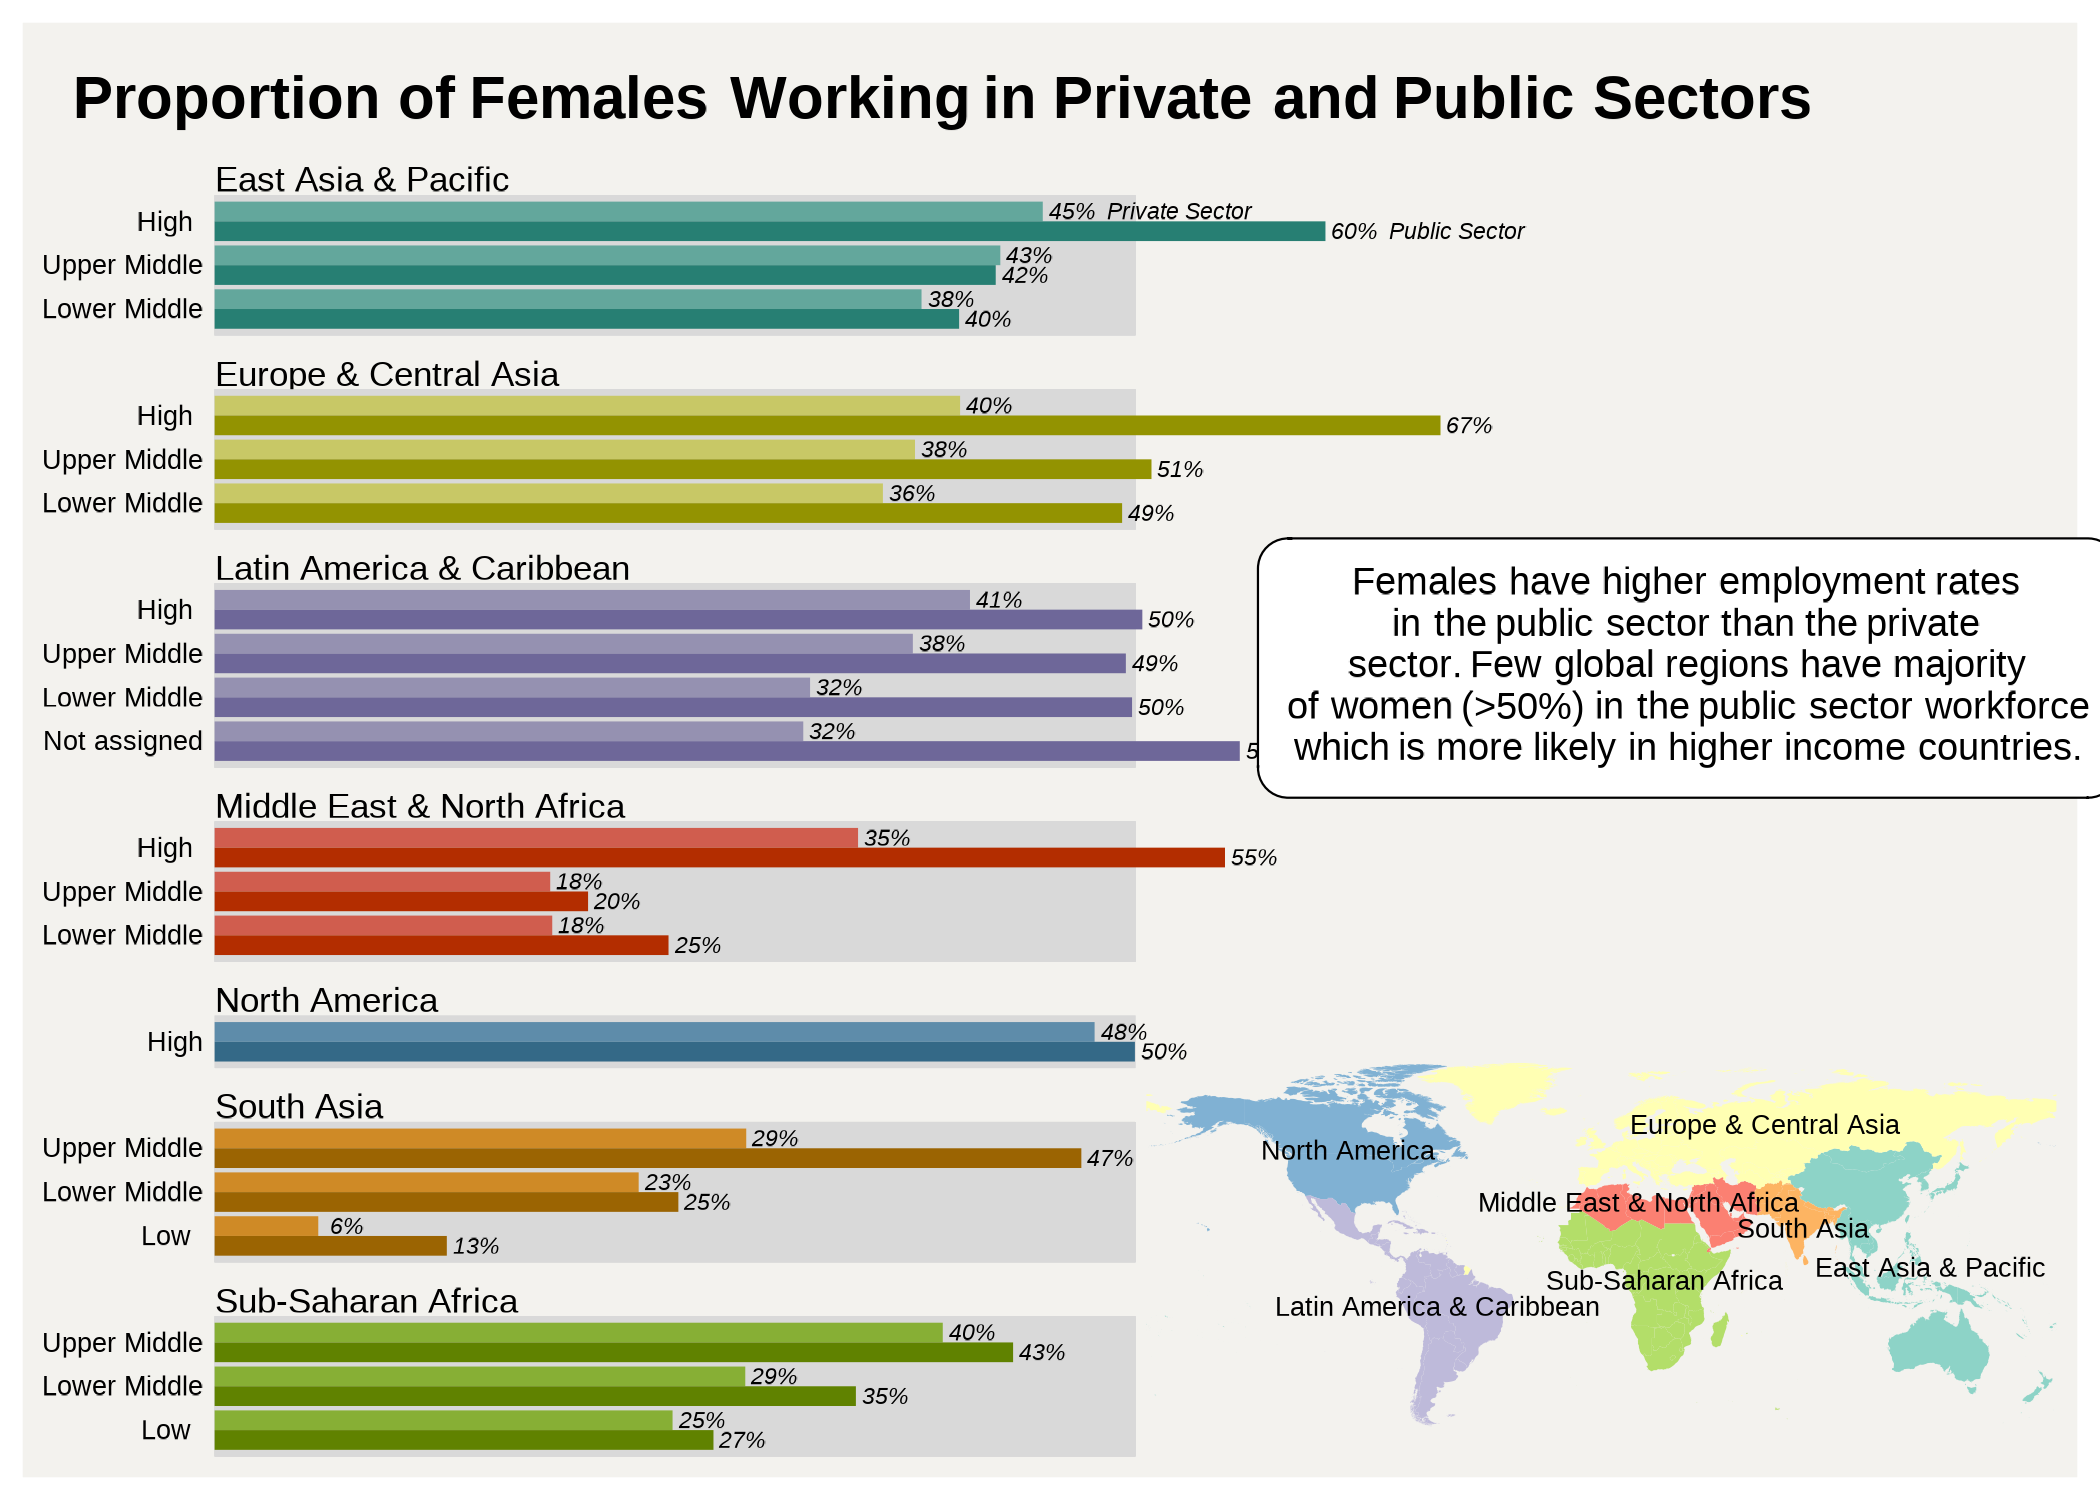 Proportion of Females Working in Private and Public Sectors
East Asia & Pacific
High
45% Private Sector
60% Public Sector
Upper Middle
43%
42%
Lower Middle
38%
40%
Europe & Central Asia
High
40%
67%
Upper Middle
38%
51%
Lower Middle
36%
49%
Latin America & Caribbean
High
41%
50%
Upper Middle
38%
49%
Lower Middle
32%
50%
Not assigned
32%
Females have higher employment rates
in the public sector than the private
sector. Few global regions have majority
of women (>50%) in the public sector workforce
which is more likely in higher income countries.
Middle East & North Africa
High
35%
55%
Upper Middle
18%
20%
Lower Middle
18%
25%
North America
High
48%
50%
South Asia
Upper Middle
29%
47%
Lower Middle
23%
25%
Low
6%
13%
Sub-Saharan Africa
Upper Middle
40%
43%
Lower Middle
29%
35%
Low
25%
27%
Europe & Central Asia
North America
Middle East & North Africa
South Asia
East Asia & Pacific
Sub-Saharan Africa
Latin America & Caribbean